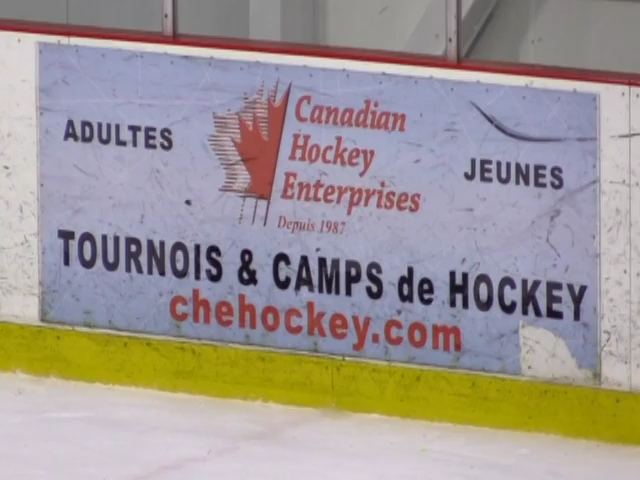 Canadian
Hockey
Enterprises
Depuis 1987
ADULTES
JEUNES
TOURNOIS & CAMPS de HOCKEY
chehockey.com